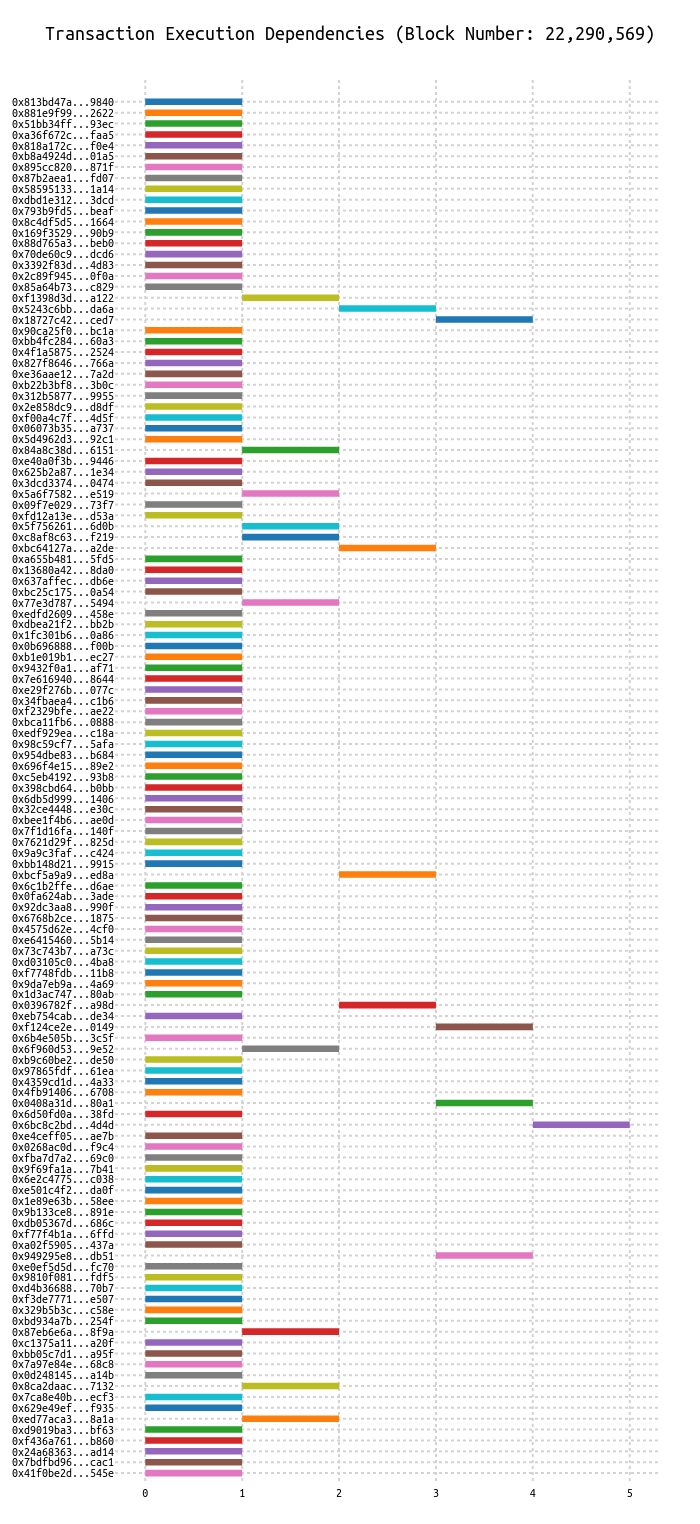 Transaction Execution Dependencies (Block Number: 22,290,569)
0x813bd47a...9840
0x881e9f99...2622
0x51bb34ff...93ec
0xa36f672c...faa5
0x818a172c...f0e4
0xb8a4924d...01a5
0x895cc820...871f
0x87b2aea1...fd07
0x58595133...1a14
0xdbd1e312...3dcd
0x793b9fd5...beaf
0x8c4df5d5...1664
0x169f3529...90b9
0x88d765a3...beb0
0x70de60c9...dcd6
0x3392f83d...4d83
0x2c89f945...0f0a
0x85a64b73...c829
0xf1398d3d...a122
0x5243c6bb...da6a
0x18727c42...ced7
0x90ca25f0...bc1a
0xbb4fc284...60a3
0x4f1a5875...2524
0x827f8646...766a
0xe36aae12...7a2d
0xb22b3bf8...3b0c
0x312b5877...9955
0x2e858dc9...d8df
0xf00a4c7f...4d5f
0x06073b35...a737
0x5d4962d3...92c1
0x84a8c38d...6151
0xe40a0f3b...9446
0x625b2a87...1e34
0x3dcd3374...0474
0x5a6f7582...e519
0x09f7e029...73f7
0xfd12a13e...d53a
0x5f756261...6d0b
0xc8af8c63...f219
0xbc64127a...a2de
0xa655b481...5fd5
0x13680a42...8da0
0x637affec...db6e
0xbc25c175...0a54
0x77e3d787...5494
0xedfd2609...458e
0xdbea21f2...bb2b
0x1fc301b6...0a86
0x0b696888...f00b
0xb1e019b1...ec27
0x9432f0a1...af71
0x7e616940...8644
0xe29f276b...077c
0x34fbaea4...c1b6
0xf2329bfe...ae22
0xbca11fb6...0888
0xedf929ea...c18a
0x98c59cf7...5afa
0x954dbe83...b684
0x696f4e15...89e2
0xc5eb4192...93b8
0x398cbd64...b0bb
0x6db5d999...1406
0x32ce4448...e30c
0xbee1f4b6...ae0d
0x7f1d16fa...140f
0x7621d29f...825d
0x9a9c3faf...c424
0xbb148d21...9915
0xbcf5a9a9...ed8a
0x6c1b2ffe...d6ae
0x0fa624ab...3ade
0x92dc3aa8...990f
0x6768b2ce...1875
0x4575d62e...4cf0
0xe6415460...5b14
0x73c743b7...a73c
0xd03105c0...4ba8
0xf7748fdb...11b8
0x9da7eb9a...4a69
0x1d3ac747...80ab
0x0396782f...a98d
0xeb754cab...de34
0xf124ce2e...0149
0x6b4e505b...3c5f
0x6f960d53...9e52
0xb9c60be2...de50
0x97865fdf...61ea
0x4359cd1d...4a33
0x4fb91406...6708
0x0408a31d...80a1
0x6d50fd0a...38fd
0x6bc8c2bd...4d4d
0xe4ceff05...ae7b
0x0268ac0d...f9c4
0xfba7d7a2...69c0
0x9f69fa1a...7b41
0x6e2c4775...c038
0xe501c4f2...da0f
0x1e89e63b...58ee
0x9b133ce8...891e
0xdb05367d...686c
0xf77f4b1a...6ffd
0xa02f5905...437a
0x949295e8...db51
0xe0ef5d5d...fc70
0x9810f081...fdf5
0xd4b36688...70b7
0xf3de7771...e507
0x329b5b3c...c58e
0xbd934a7b...254f
0x87eb6e6a...8f9a
0xc1375a11...a20f
0xbb05c7d1...a95f
0x7a97e84e...68c8
0x0d248145...a14b
0x8ca2daac...7132
0x7ca8e40b...ecf3
0x629e49ef...f935
0xed77aca3...8a1a
0xd9019ba3...bf63
0xf436a761...b860
0x24a68363...ad14
0x7bdfbd96...cac1
0x41f0be2d...545e
0 1 2 3 4 5